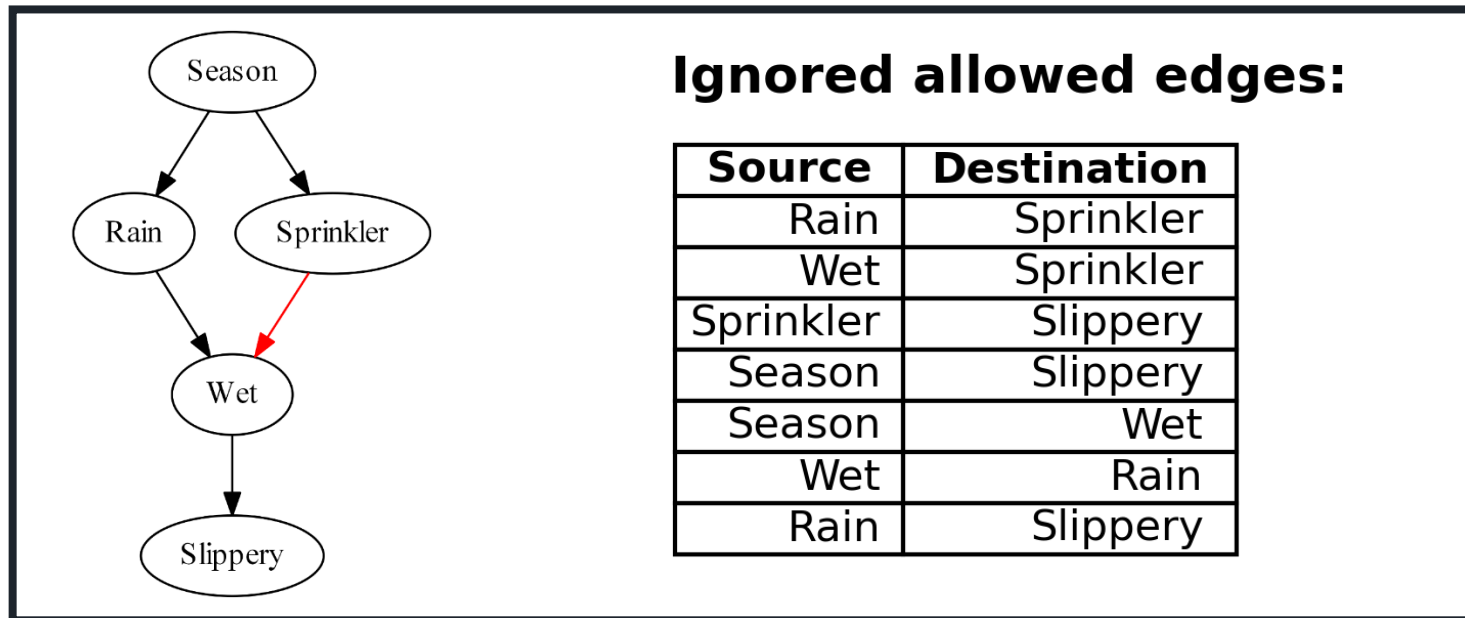 Season
Rain
Sprinkler
Wet
Slippery
Ignored allowed edges:
Source Destination
Rain Sprinkler
Wet Sprinkler
Sprinkler Slippery
Season Slippery
Season Wet
Wet Rain
Rain Slippery